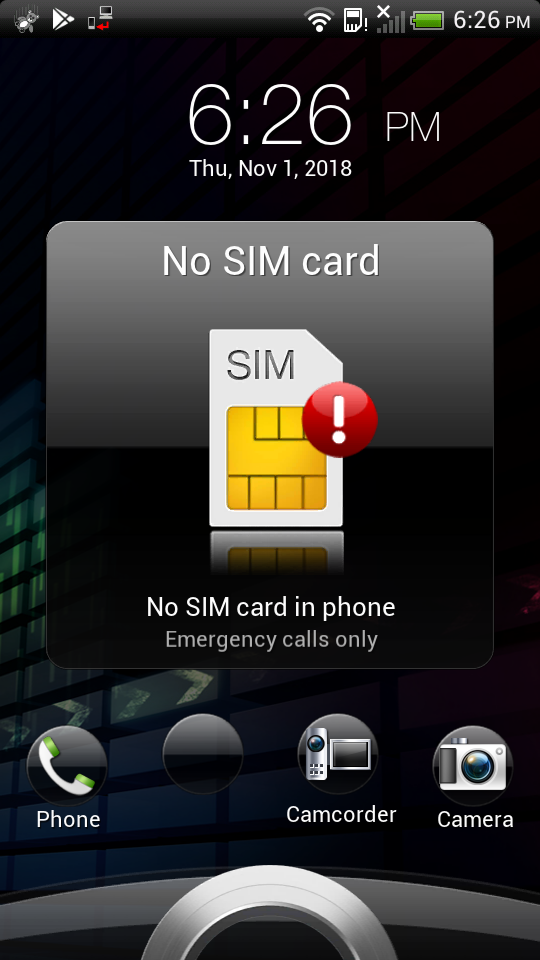 6:26 PM
6:26 PM
Thu, Nov 1, 2018
No SIM card
SIM
No SIM card in phone
Emergency calls only
Phone
Camcorder
Camera